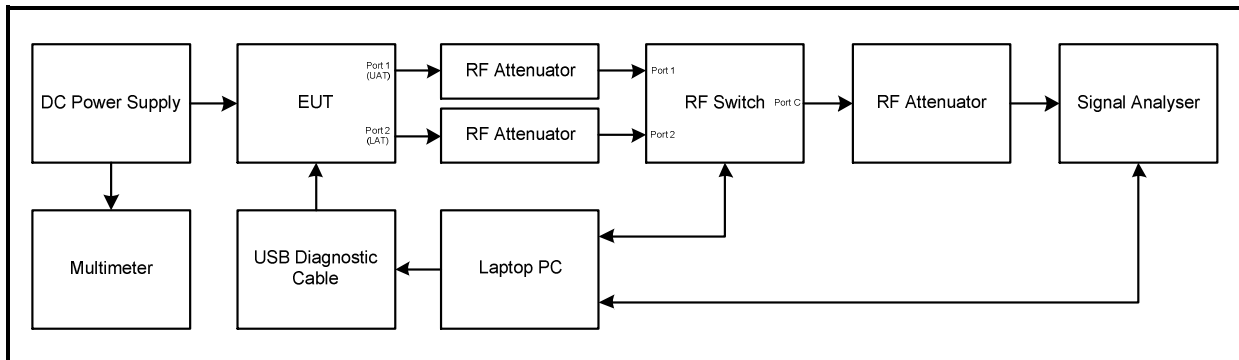 DC Power Supply
EUT
Port 1
(UAT)
Port 2
(LAT)
RF Attenuator
RF Attenuator
Port 1
Port 2
RF Switch
Port C
RF Attenuator
Signal Analyser
Multimeter
USB Diagnostic
Cable
Laptop PC